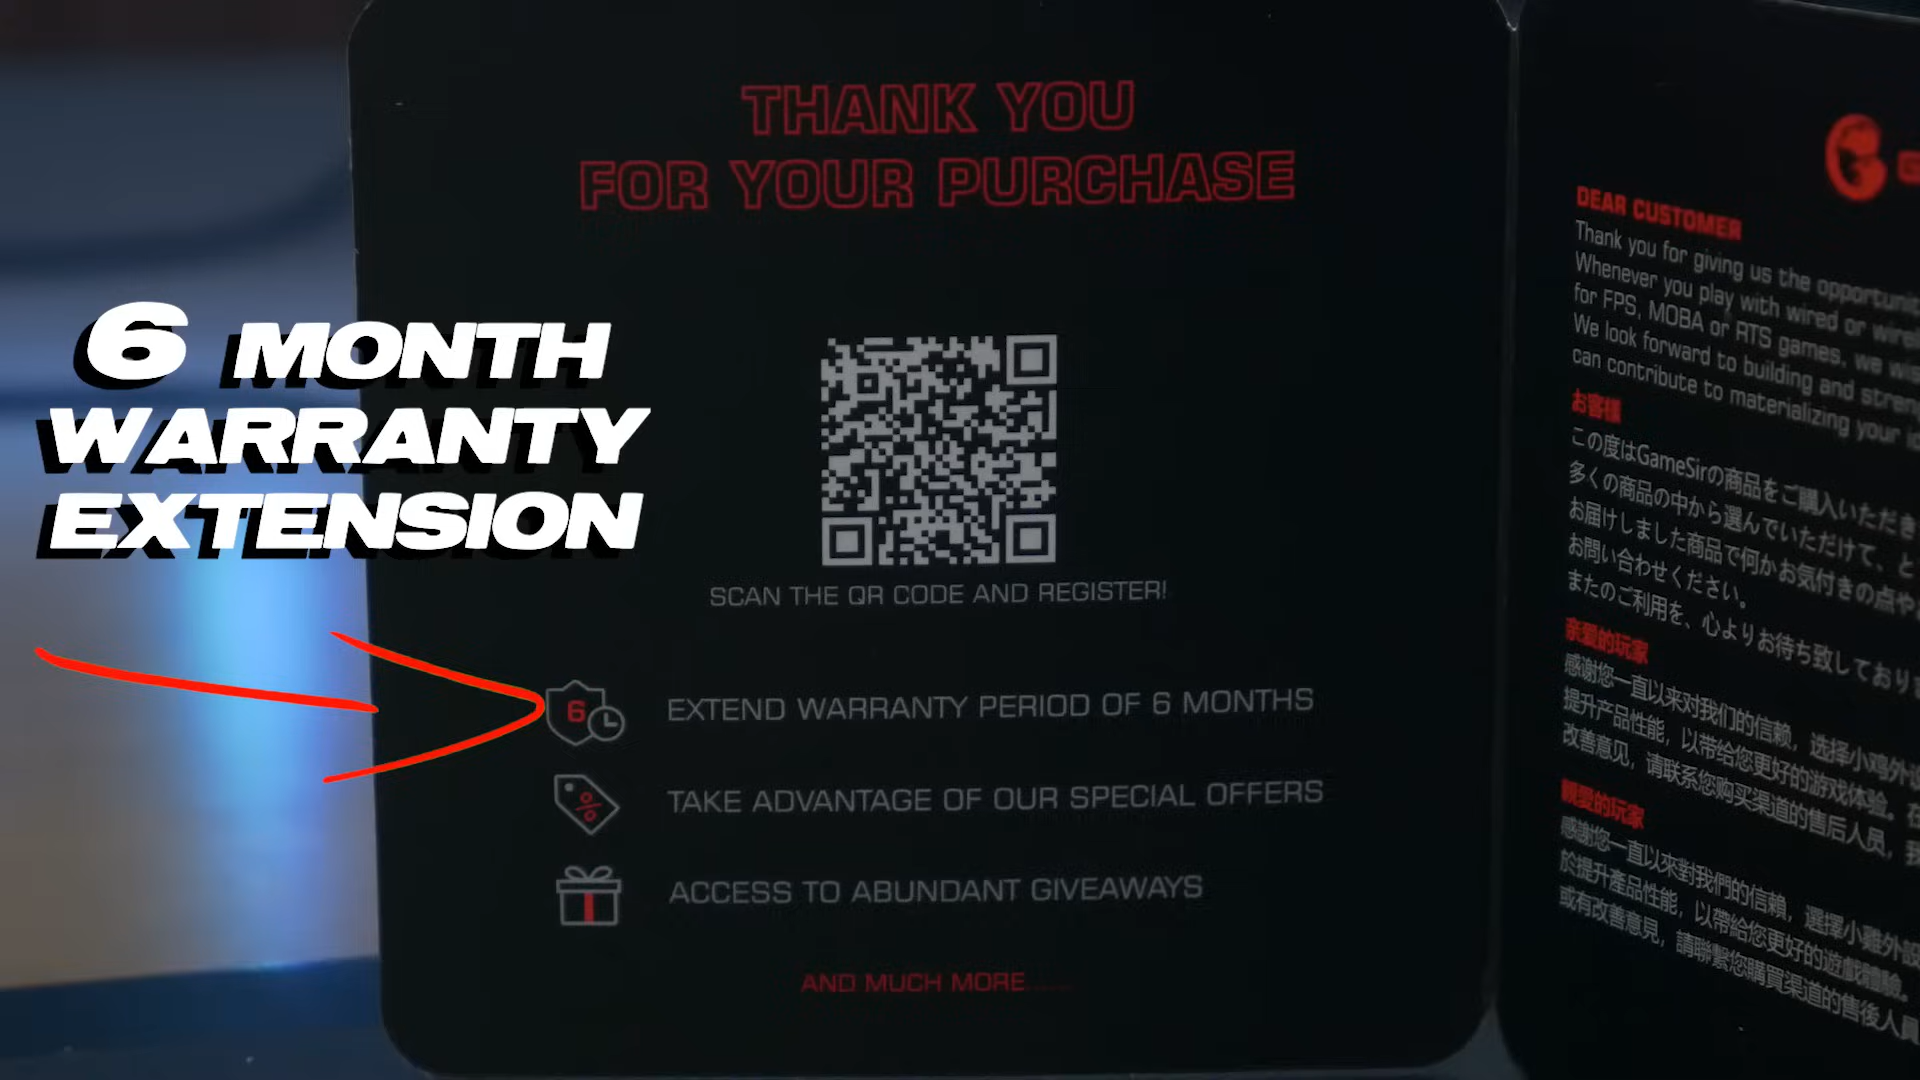 6 MONTH
WARRANTY
EXTENSION
THANK YOU
FOR YOUR PURCHASE
SCAN THE QR CODE AND REGISTER!
6
EXTEND WARRANTY PERIOD OF 6 MONTHS
%
TAKE ADVANTAGE OF OUR SPECIAL OFFERS
ACCESS TO ABUNDANT GIVEAWAYS
AND MUCH MORE......
DEAR CUSTOMER
Thank you for giving us the
Whenever you play with wired or
for FPS, MOBA or RTS games, we
We look forward to building and
can contribute to materializing your
お客様
この度はGameSirの商品をご購入いただき
多くの商品の中から選んでいただけて、と
お届けしました商品で何かお気付きの点や
お問い合わせください。
またのご利用を、心よりお待ち致しており
亲爱的玩家
感谢您一直以来对我们的信赖，选择小鸡外设
提升产品性能，以带给您更好的游戏体验。在
改善意见，请联系您购买渠道的售后人员，我
親愛的玩家
感謝您一直以來對我們的信賴，選擇小雞外設
於提升產品性能，以帶給您更好的遊戲體驗。
或有改善意見，請聯繫您購買渠道的售後人員